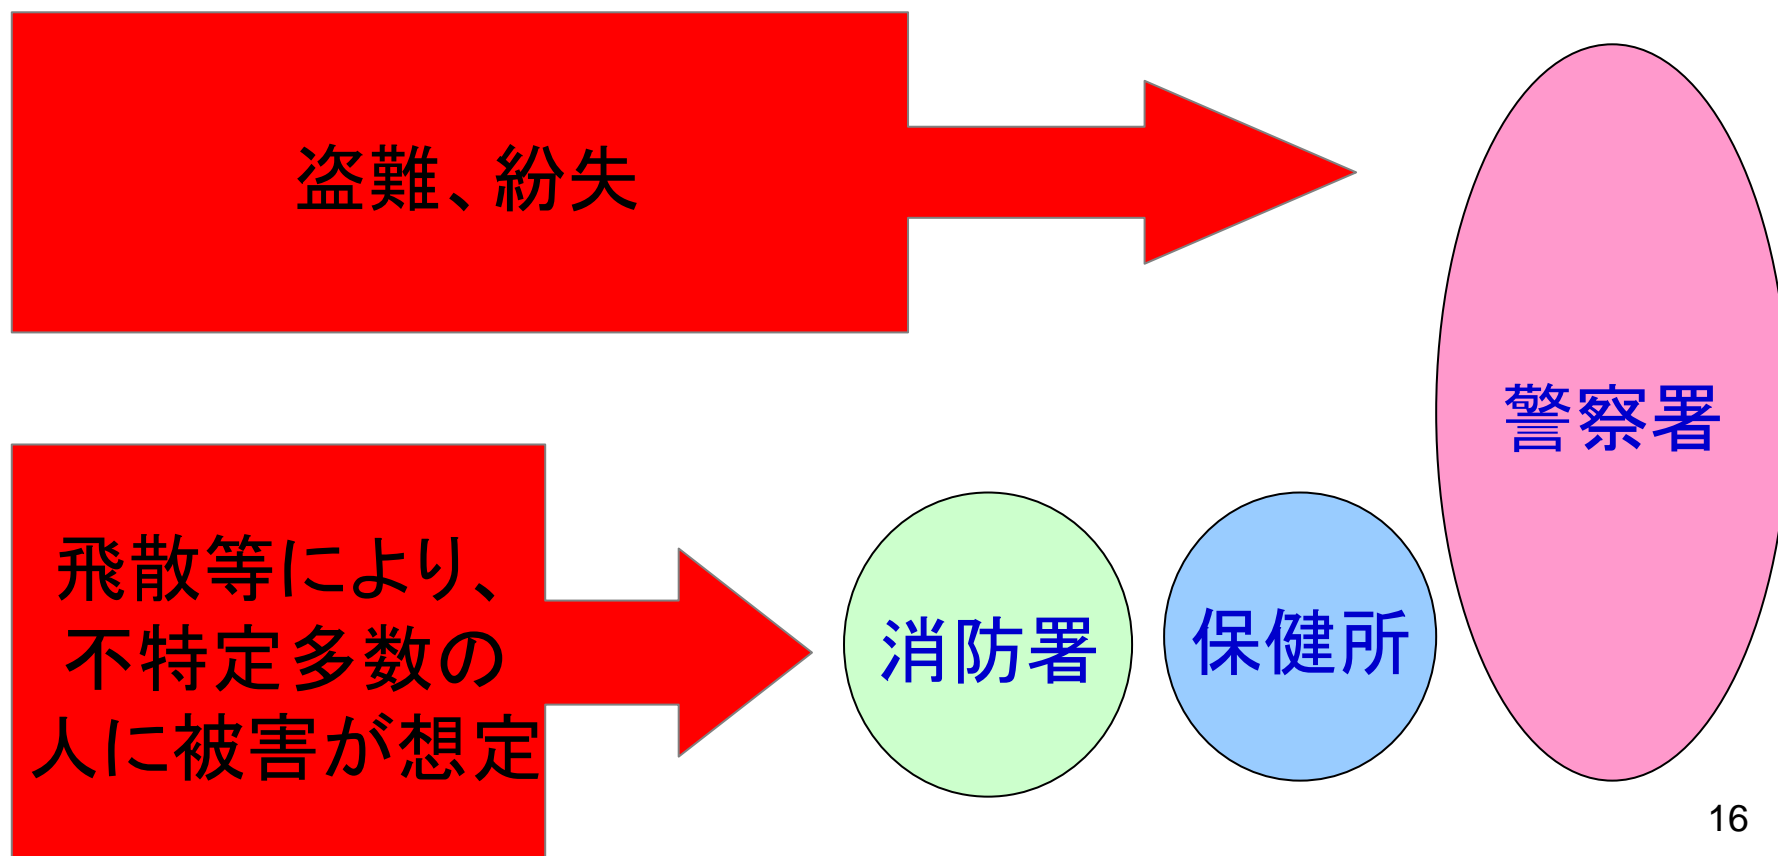 盗難、紛失
飛散等により、
不特定多数の
人に被害が想定
消防署
保健所
警察署
16